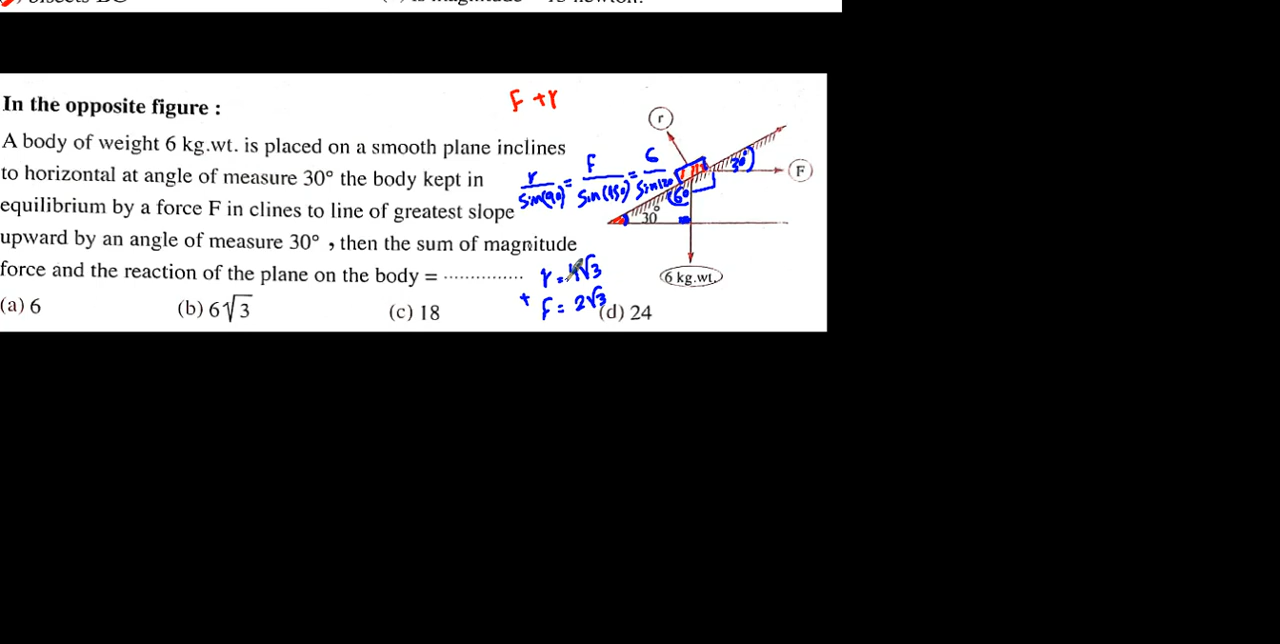 In the opposite figure :
F + r
A body of weight 6 kg.wt. is placed on a smooth plane inclines
to horizontal at angle of measure 30° the body kept in
equilibrium by a force F in clines to line of greatest slope
upward by an angle of measure 30° , then the sum of magnitude
force and the reaction of the plane on the body = ...............
(a) 6
(b) 6√3
(c) 18
(d) 24
r/sin(90) = F/sin(150) = 6/sin120
r = 4√3
+ F = 2√3
r
30°
F
60
30°
6 kg.wt.